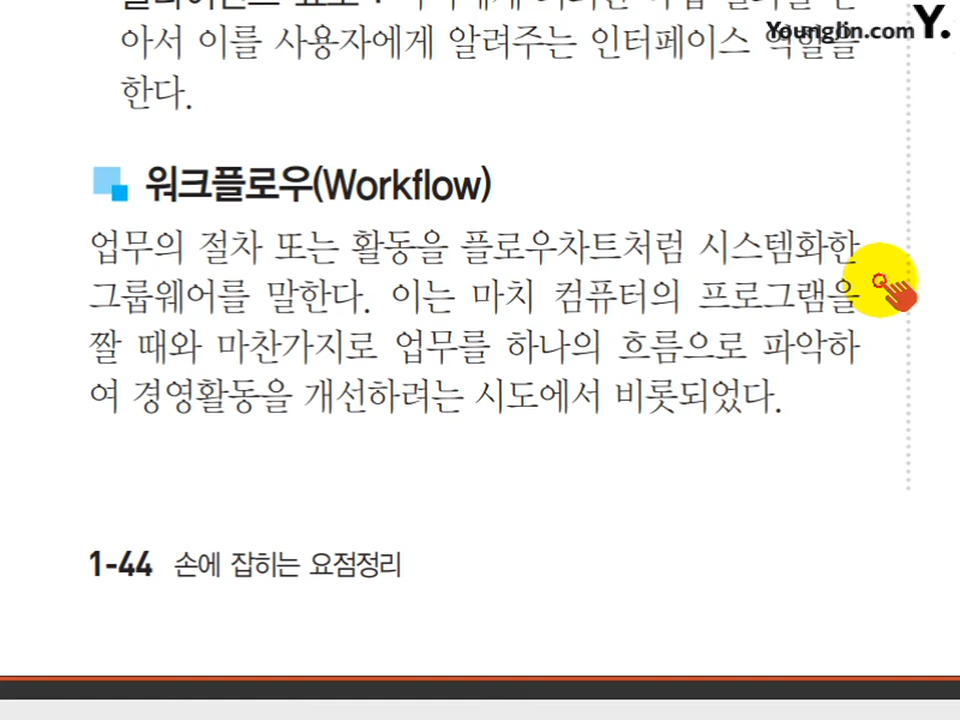 Younglin.com Y.
아서 이를 사용자에게 알려주는 인터페이스 역할을
한다.
워크플로우(Workflow)
업무의 절차 또는 활동을 플로우차트처럼 시스템화한
그룹웨어를 말한다. 이는 마치 컴퓨터의 프로그램을
짤 때와 마찬가지로 업무를 하나의 흐름으로 파악하
여 경영활동을 개선하려는 시도에서 비롯되었다.
1-44 손에 잡히는 요점정리